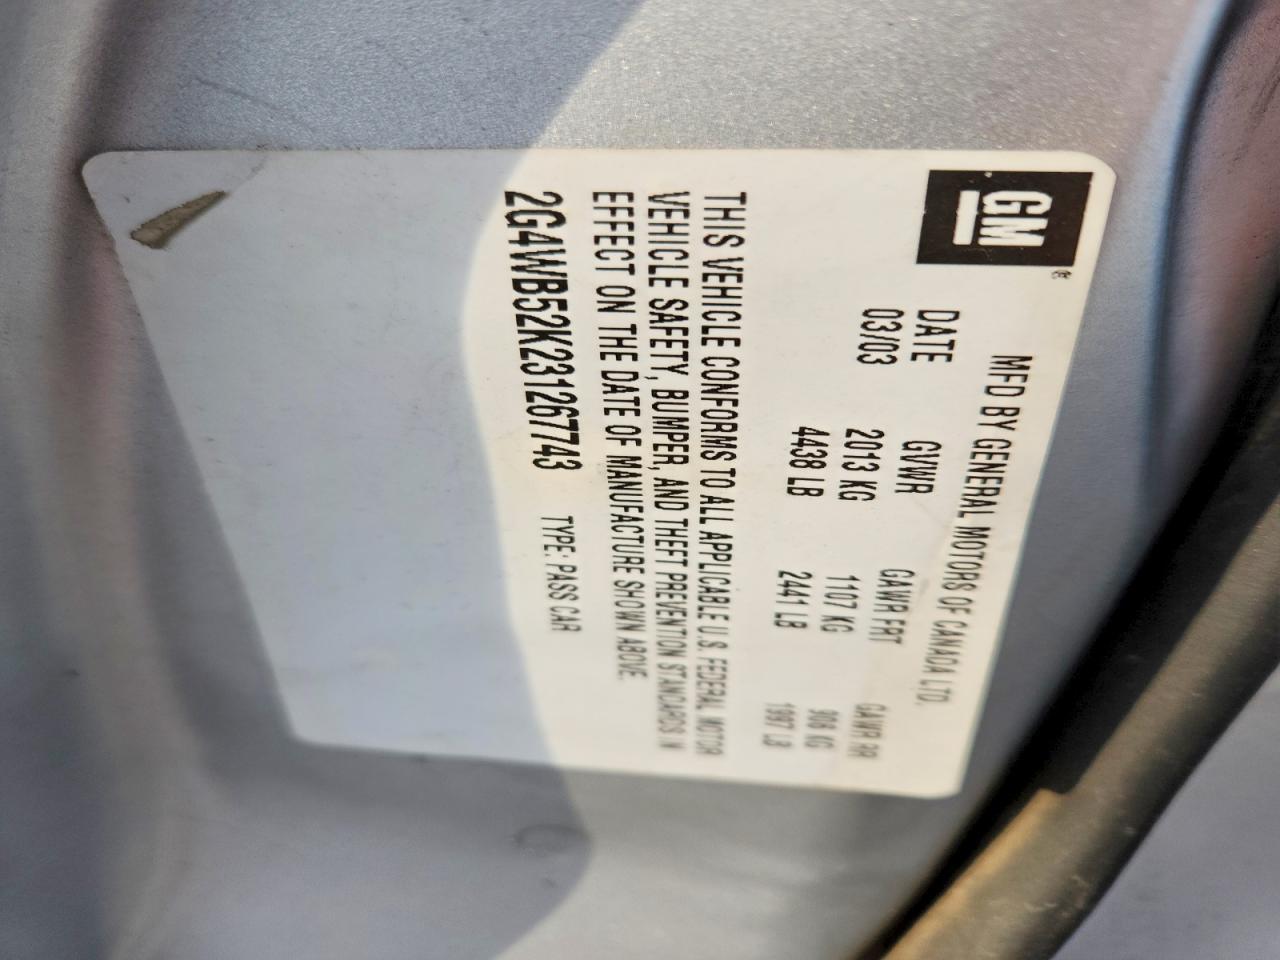 GM®
MFD BY GENERAL MOTORS OF CANADA LTD.
DATE GVWR GAWR FRT GAWR RR
03/03 2013 KG 1107 KG 906 KG
4438 LB 2441 LB 1997 LB
THIS VEHICLE CONFORMS TO ALL APPLICABLE U.S. FEDERAL MOTOR
VEHICLE SAFETY, BUMPER, AND THEFT PREVENTION STANDARDS IN
EFFECT ON THE DATE OF MANUFACTURE SHOWN ABOVE.
2G4WB52K231267743 TYPE: PASS CAR